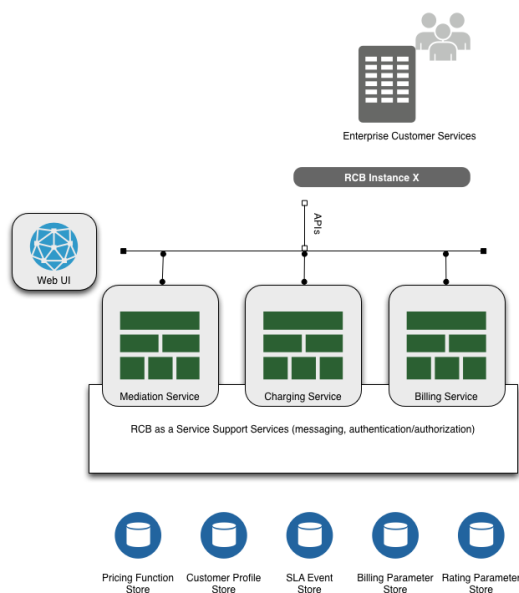 Enterprise Customer Services
RCB Instance X
APIs
Web UI
Mediation Service
Charging Service
Billing Service
RCB as a Service Support Services (messaging, authentication/authorization)
Pricing Function
Store
Customer Profile
Store
SLA Event
Store
Billing Parameter
Store
Rating Parameter
Store